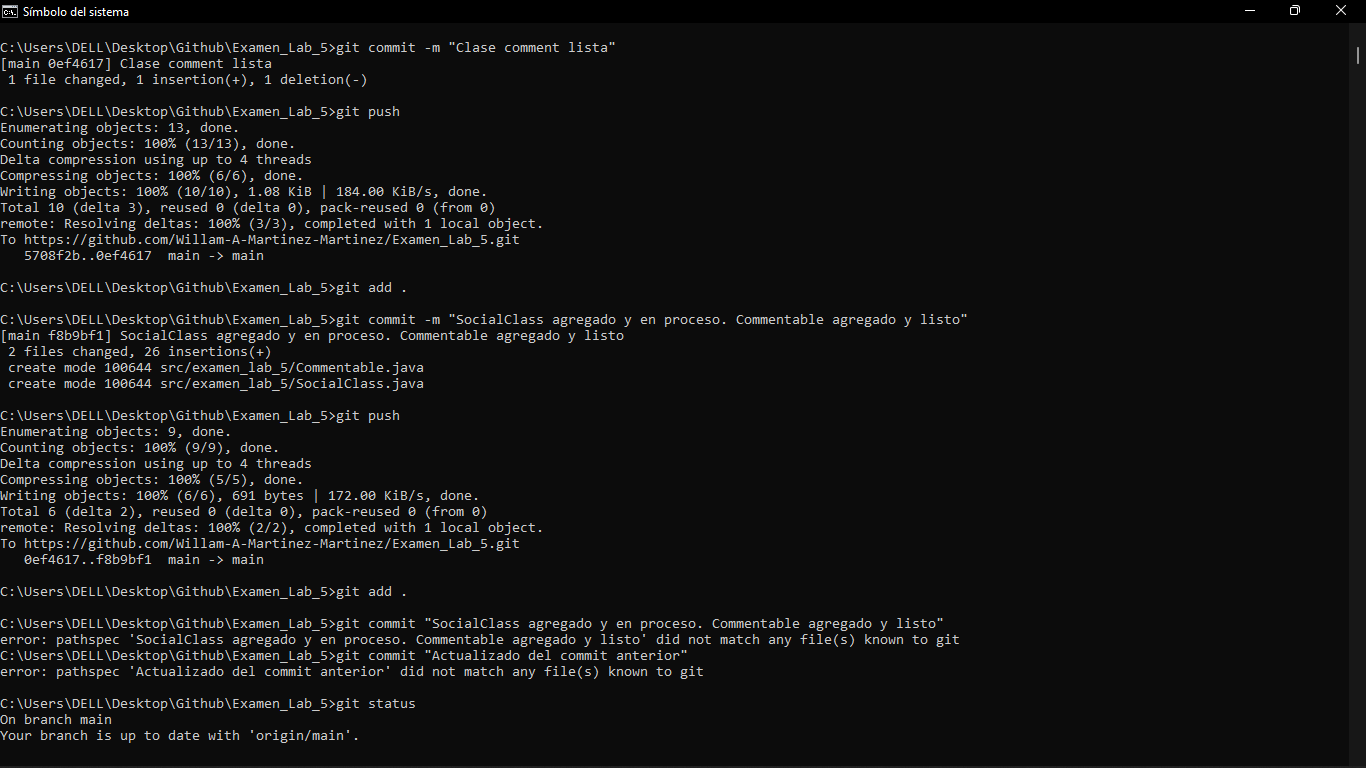 Símbolo del sistema
C:\Users\DELL\Desktop\Github\Examen_Lab_5>git commit -m "Clase comment lista"
[main 0ef4617] Clase comment lista
 1 file changed, 1 insertion(+), 1 deletion(-)
C:\Users\DELL\Desktop\Github\Examen_Lab_5>git push
Enumerating objects: 13, done.
Counting objects: 100% (13/13), done.
Delta compression using up to 4 threads
Compressing objects: 100% (6/6), done.
Writing objects: 100% (10/10), 1.08 KiB | 184.00 KiB/s, done.
Total 10 (delta 3), reused 0 (delta 0), pack-reused 0 (from 0)
remote: Resolving deltas: 100% (3/3), completed with 1 local object.
To https://github.com/Willam-A-Martinez-Martinez/Examen_Lab_5.git
   5708f2b..0ef4617  main -> main
C:\Users\DELL\Desktop\Github\Examen_Lab_5>git add .
C:\Users\DELL\Desktop\Github\Examen_Lab_5>git commit -m "SocialClass agregado y en proceso. Commentable agregado y listo"
[main f8b9bf1] SocialClass agregado y en proceso. Commentable agregado y listo
 2 files changed, 26 insertions(+)
 create mode 100644 src/examen_lab_5/Commentable.java
 create mode 100644 src/examen_lab_5/SocialClass.java
C:\Users\DELL\Desktop\Github\Examen_Lab_5>git push
Enumerating objects: 9, done.
Counting objects: 100% (9/9), done.
Delta compression using up to 4 threads
Compressing objects: 100% (5/5), done.
Writing objects: 100% (6/6), 691 bytes | 172.00 KiB/s, done.
Total 6 (delta 2), reused 0 (delta 0), pack-reused 0 (from 0)
remote: Resolving deltas: 100% (2/2), completed with 1 local object.
To https://github.com/Willam-A-Martinez-Martinez/Examen_Lab_5.git
   0ef4617..f8b9bf1  main -> main
C:\Users\DELL\Desktop\Github\Examen_Lab_5>git add .
C:\Users\DELL\Desktop\Github\Examen_Lab_5>git commit "SocialClass agregado y en proceso. Commentable agregado y listo"
error: pathspec 'SocialClass agregado y en proceso. Commentable agregado y listo' did not match any file(s) known to git
C:\Users\DELL\Desktop\Github\Examen_Lab_5>git commit "Actualizado del commit anterior"
error: pathspec 'Actualizado del commit anterior' did not match any file(s) known to git
C:\Users\DELL\Desktop\Github\Examen_Lab_5>git status
On branch main
Your branch is up to date with 'origin/main'.